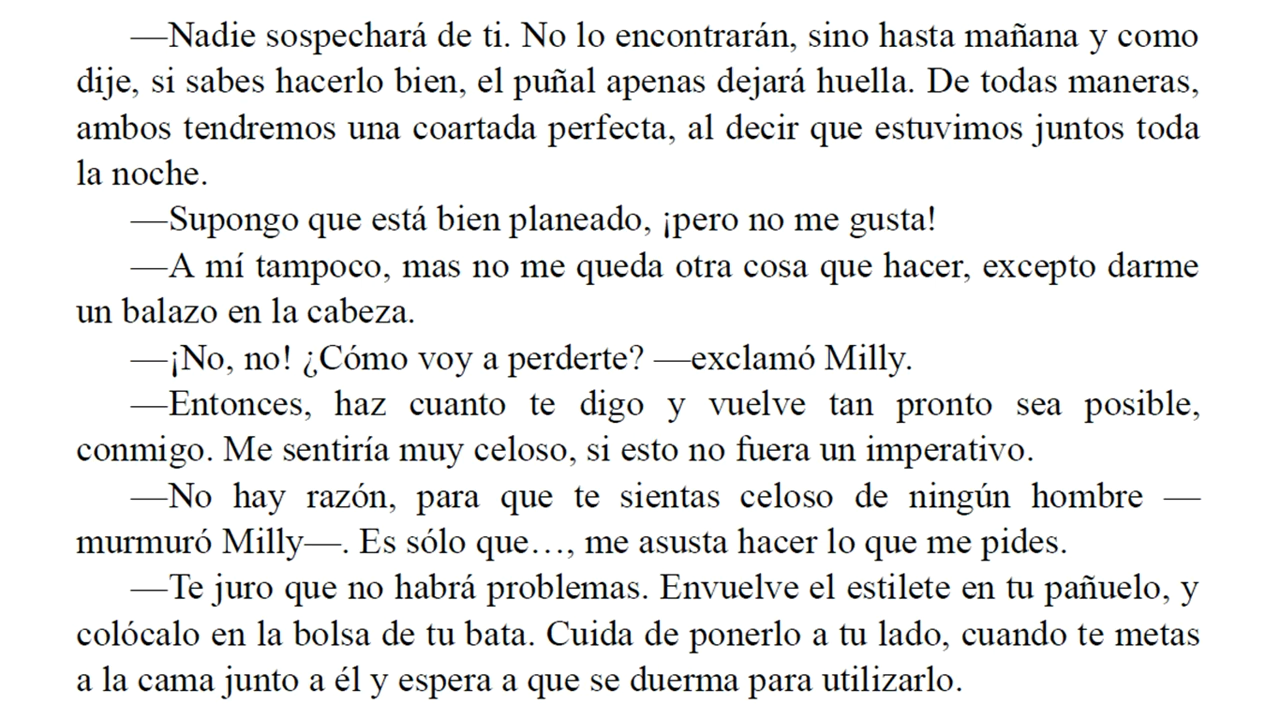 —Nadie sospechará de ti. No lo encontrarán, sino hasta mañana y como
dije, si sabes hacerlo bien, el puñal apenas dejará huella. De todas maneras,
ambos tendremos una coartada perfecta, al decir que estuvimos juntos toda
la noche.
—Supongo que está bien planeado, ¡pero no me gusta!
—A mí tampoco, mas no me queda otra cosa que hacer, excepto darme
un balazo en la cabeza.
—¡No, no! ¿Cómo voy a perderte? —exclamó Milly.
—Entonces, haz cuanto te digo y vuelve tan pronto sea posible,
conmigo. Me sentiría muy celoso, si esto no fuera un imperativo.
—No hay razón, para que te sientas celoso de ningún hombre —
murmuró Milly—. Es sólo que…, me asusta hacer lo que me pides.
—Te juro que no habrá problemas. Envuelve el estilete en tu pañuelo, y
colócalo en la bolsa de tu bata. Cuida de ponerlo a tu lado, cuando te metas
a la cama junto a él y espera a que se duerma para utilizarlo.